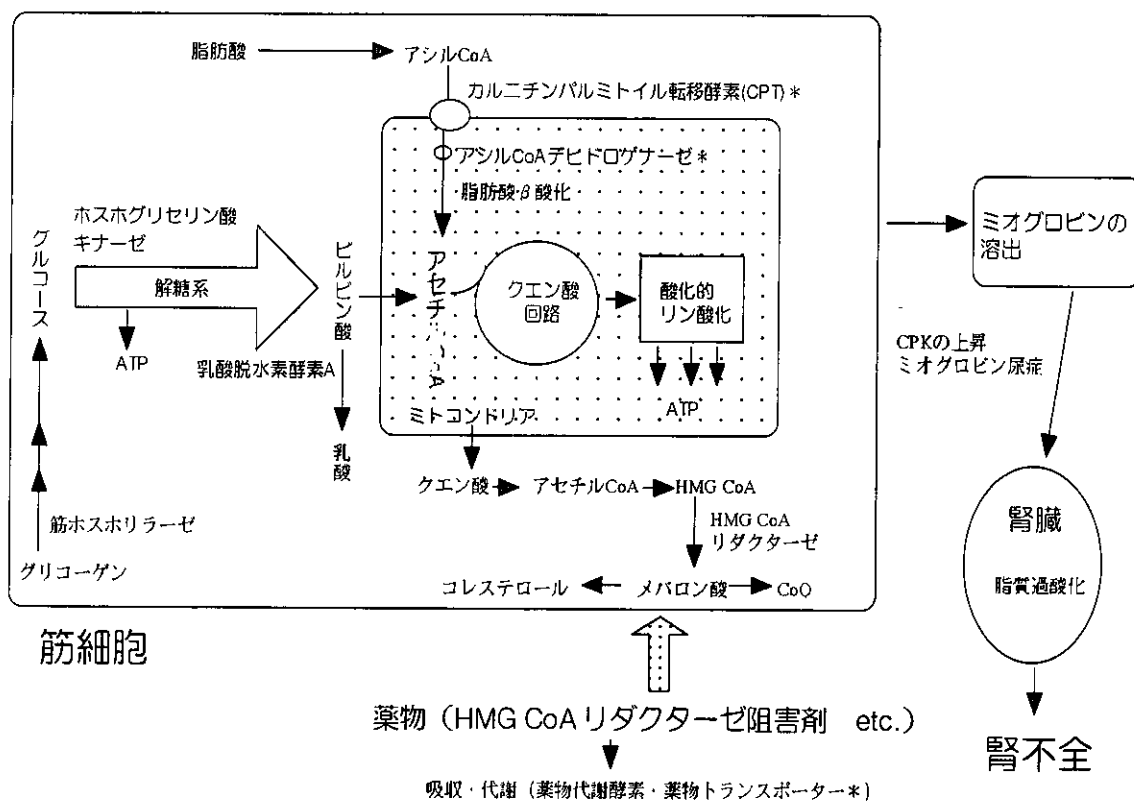 脂肪酸
アシルCoA
カルニチンパルミトイル転移酵素(CPT)*
アシルCoAデヒドロゲナーゼ*
脂肪酸·β酸化
ホスホグリセリン酸
キナーゼ
グルコース
解糖系
ATP
乳酸脱水素酵素A
ピルビン酸
乳酸
アセチルCoA
クエン酸
回路
酸化的
リン酸化
ATP
ミトコンドリア
クエン酸
アセチルCoA
HMG CoA
HMG CoA
リダクターゼ
筋ホスホリラーゼ
グリコーゲン
コレステロール
メバロン酸
CoQ
筋細胞
ミオグロビンの
溶出
CPKの上昇
ミオグロビン尿症
腎臓
脂質過酸化
腎不全
薬物（HMG CoAリダクターゼ阻害剤　etc.）
吸収·代謝（薬物代謝酵素·薬物トランスポーター*）